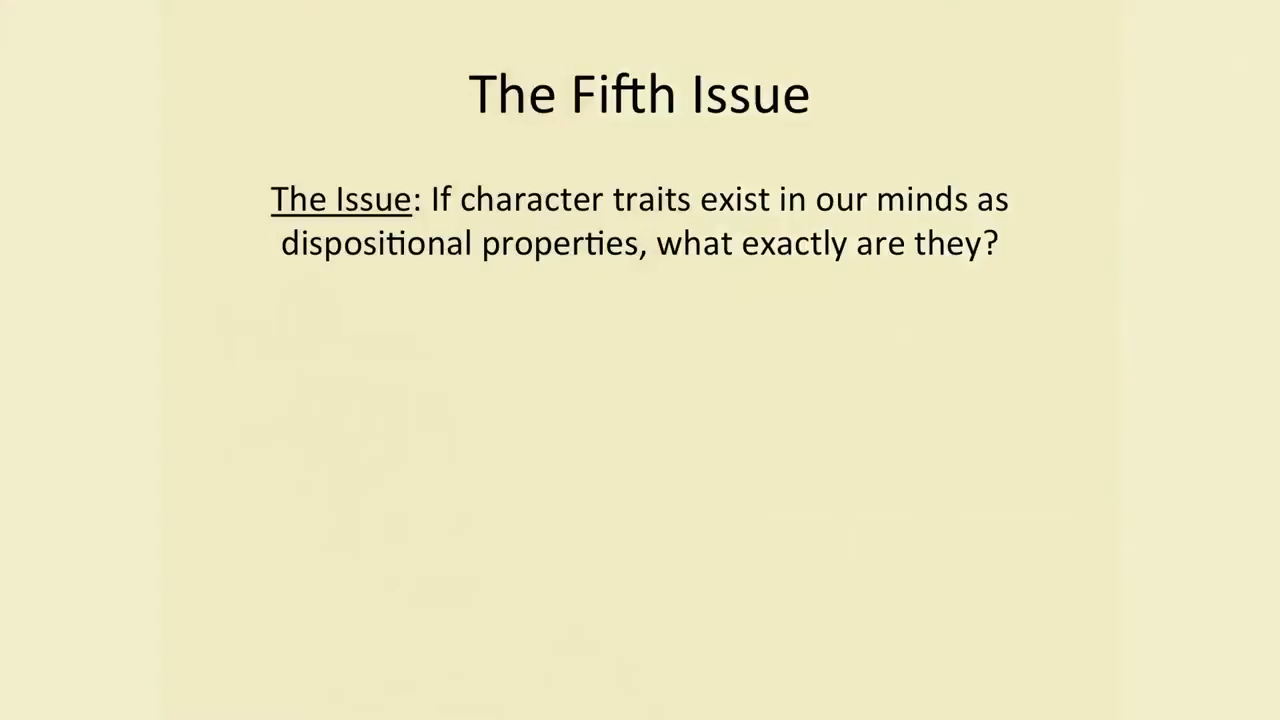 The Fifth Issue
The Issue: If character traits exist in our minds as
dispositional properties, what exactly are they?